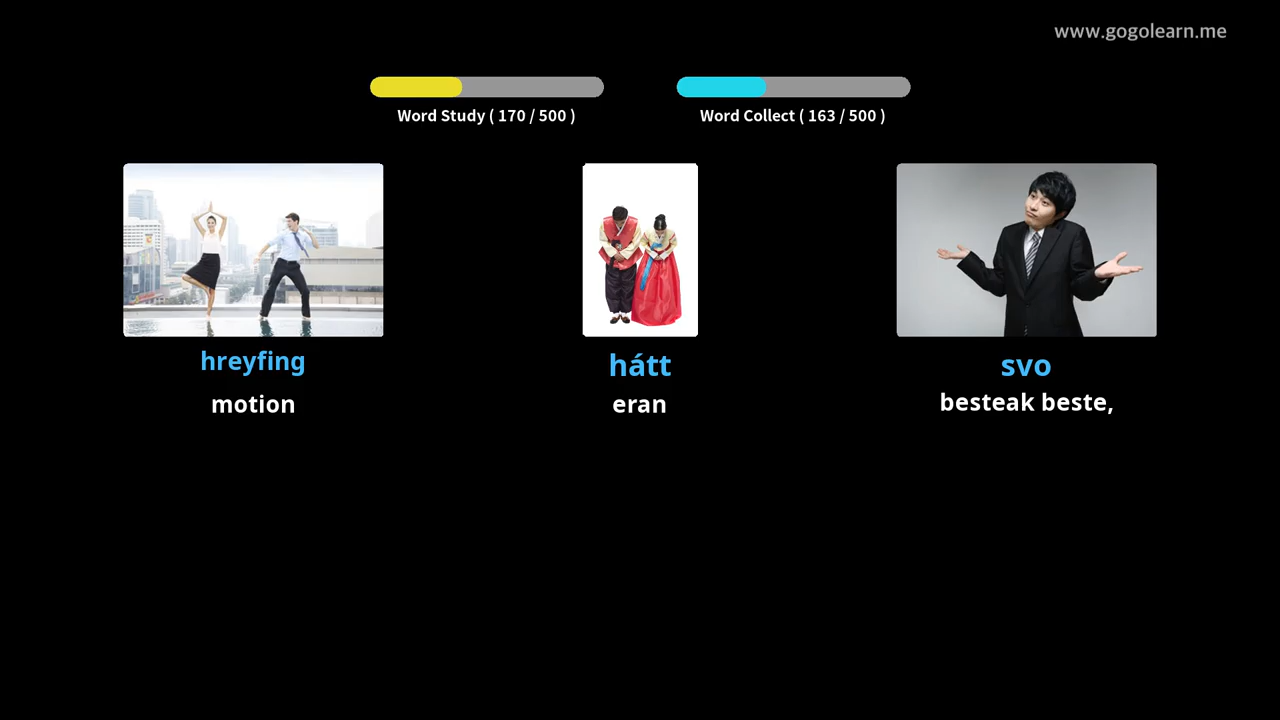 www.gogolearn.me
Word Study ( 170 / 500 )
Word Collect ( 163 / 500 )
hreyfing
motion
hátt
eran
svo
besteak beste,